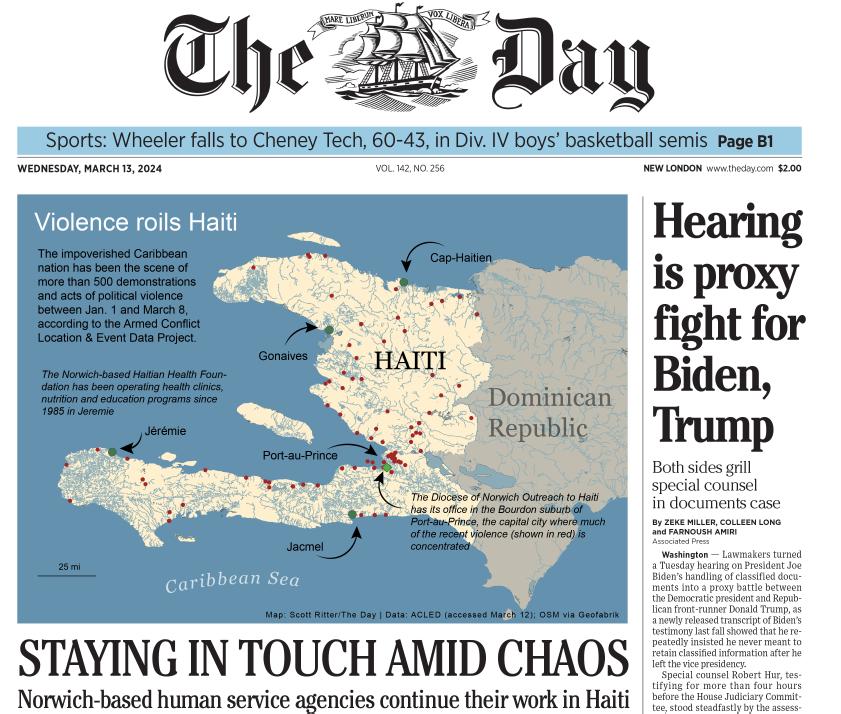 MARE LIBERUM
VOX LIBERA
The Day
Sports: Wheeler falls to Cheney Tech, 60-43, in Div. IV boys’ basketball semis Page B1
WEDNESDAY, MARCH 13, 2024
VOL. 142, NO. 256
NEW LONDON www.theday.com $2.00
Violence roils Haiti
The impoverished Caribbean
nation has been the scene of
more than 500 demonstrations
and acts of political violence
between Jan. 1 and March 8,
according to the Armed Conflict
Location & Event Data Project.
The Norwich-based Haitian Health Foun-
dation has been operating health clinics,
nutrition and education programs since
1985 in Jeremie
Cap-Haitien
Gonaives
HAITI
Dominican
Republic
Jérémie
Port-au-Prince
The Diocese of Norwich Outreach to Haiti
has its office in the Bourdon suburb of
Port-au-Prince, the capital city where much
of the recent violence (shown in red) is
concentrated
Jacmel
25 mi
Caribbean Sea
Map: Scott Ritter/The Day | Data: ACLED (accessed March 12); OSM via Geofabrik
STAYING IN TOUCH AMID CHAOS
Norwich-based human service agencies continue their work in Haiti
Hearing
is proxy
fight for
Biden,
Trump
Both sides grill
special counsel
in documents case
By ZEKE MILLER, COLLEEN LONG
and FARNOUSH AMIRI
Associated Press
Washington — Lawmakers turned
a Tuesday hearing on President Joe
Biden’s handling of classified docu-
ments into a proxy battle between
the Democratic president and Repub-
lican front-runner Donald Trump, as
a newly released transcript of Biden’s
testimony last fall showed that he re-
peatedly insisted he never meant to
retain classified information after he
left the vice presidency.
Special counsel Robert Hur, tes-
tifying for more than four hours
before the House Judiciary Commit-
tee, stood steadfastly by the assess-